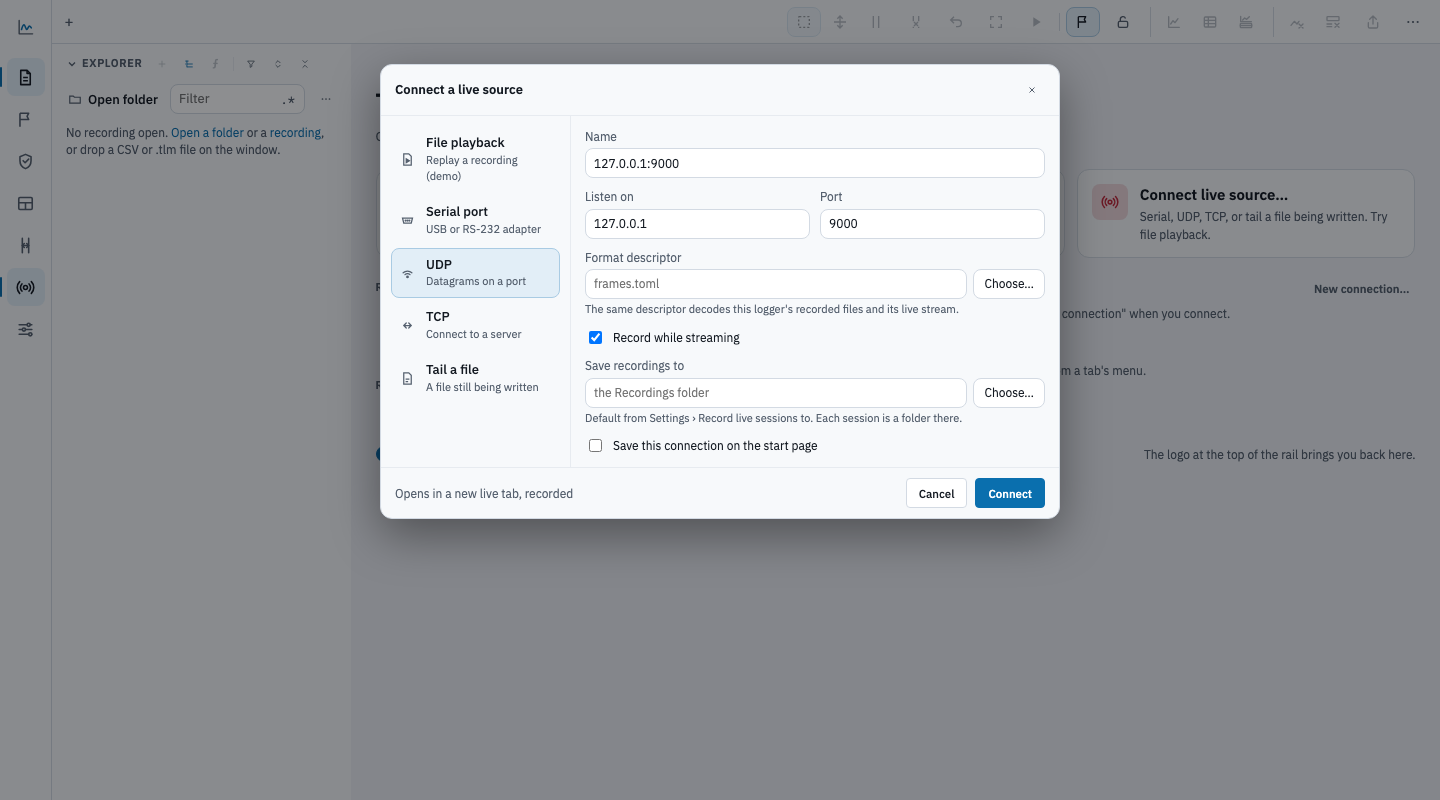 EXPLORER
Open folder
Filter
.*
No recording open. Open a folder or a recording,
or drop a CSV or .tlm file on the window.
Connect a live source
File playback
Replay a recording
(demo)
Serial port
USB or RS-232 adapter
UDP
Datagrams on a port
TCP
Connect to a server
Tail a file
A file still being written
Name
127.0.0.1:9000
Listen on
Port
127.0.0.1
9000
Format descriptor
frames.toml
Choose...
The same descriptor decodes this logger's recorded files and its live stream.
Record while streaming
Save recordings to
the Recordings folder
Choose...
Default from Settings › Record live sessions to. Each session is a folder there.
Save this connection on the start page
Opens in a new live tab, recorded
Cancel
Connect
Connect live source...
Serial, UDP, TCP, or tail a file being written. Try
file playback.
New connection...
connection" when you connect.
a tab's menu.
The logo at the top of the rail brings you back here.